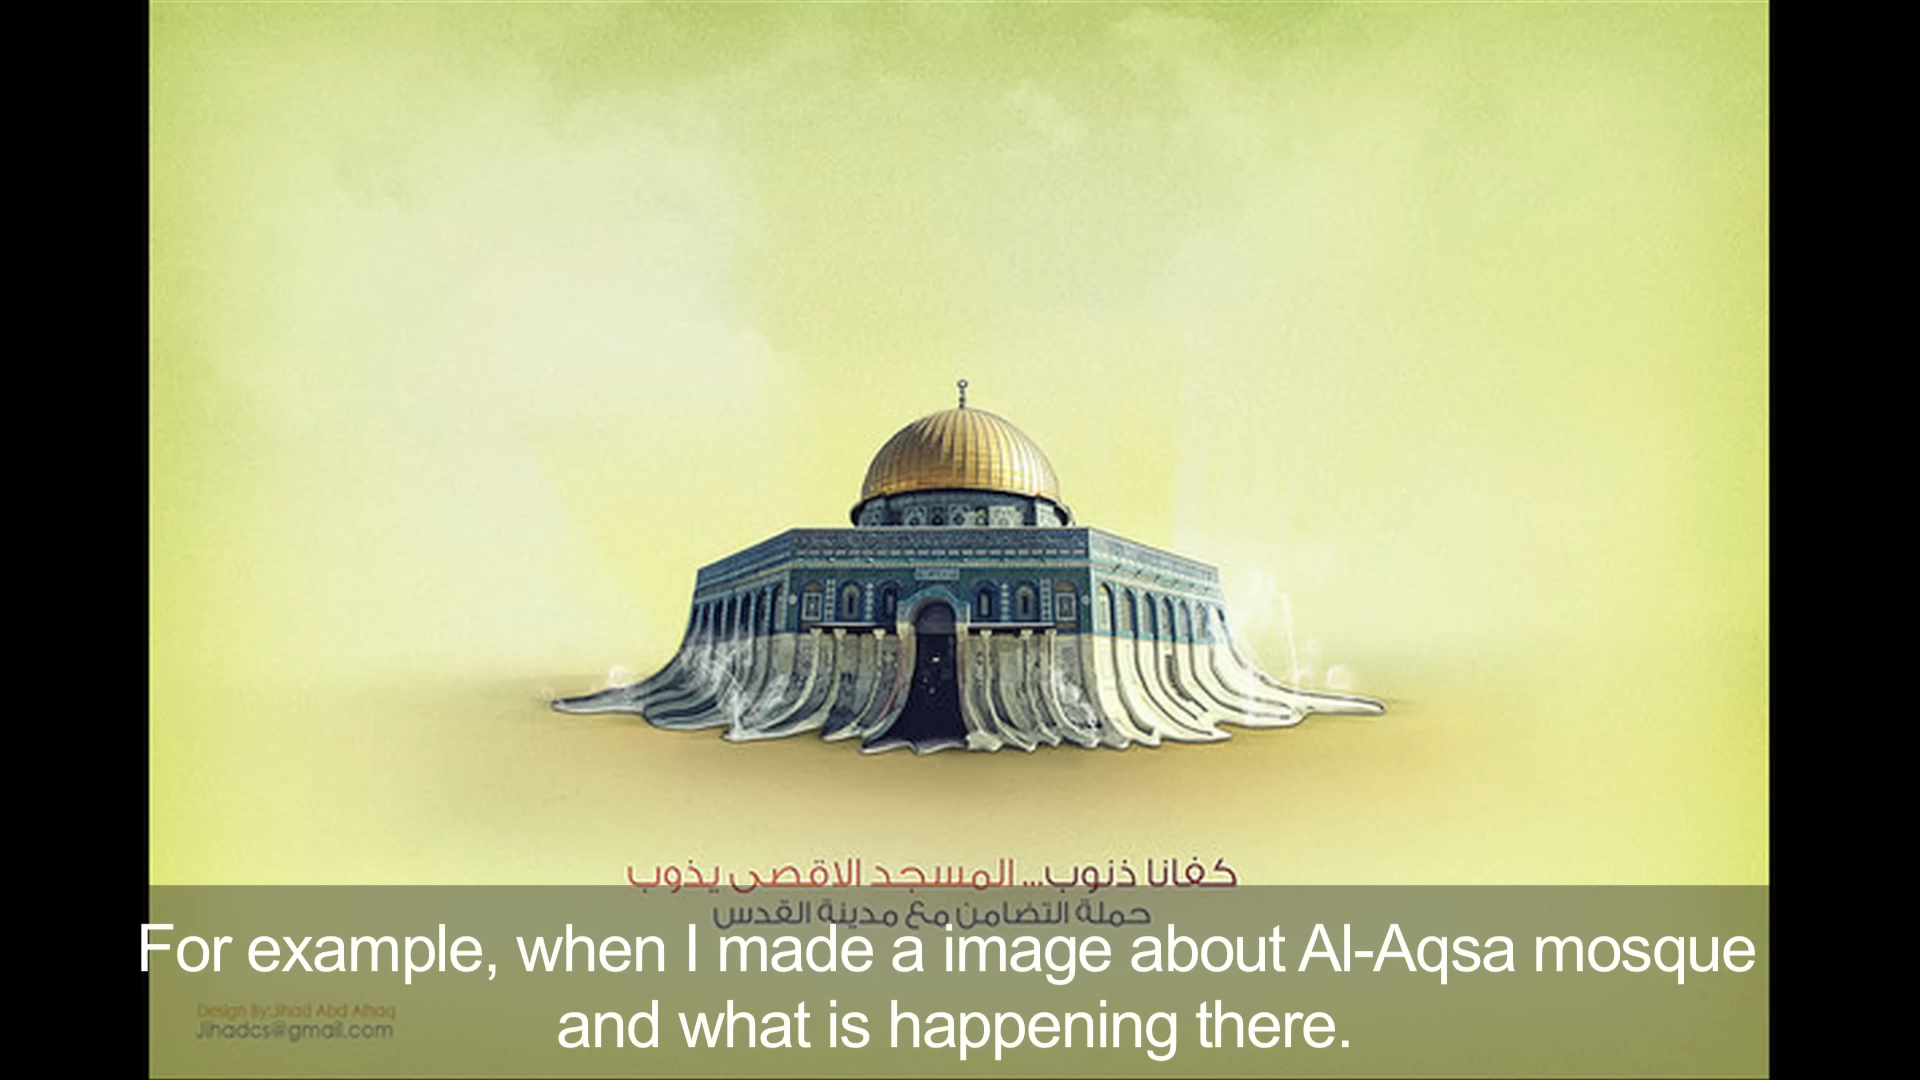 كفانا ذنوب... المسجد الاقصى يذوب
حملة التضامن مع مدينة القدس
For example, when I made a image about Al-Aqsa mosque
and what is happening there.
Design By:Jihad Abd Alhaq
Jihadcs@gmail.com